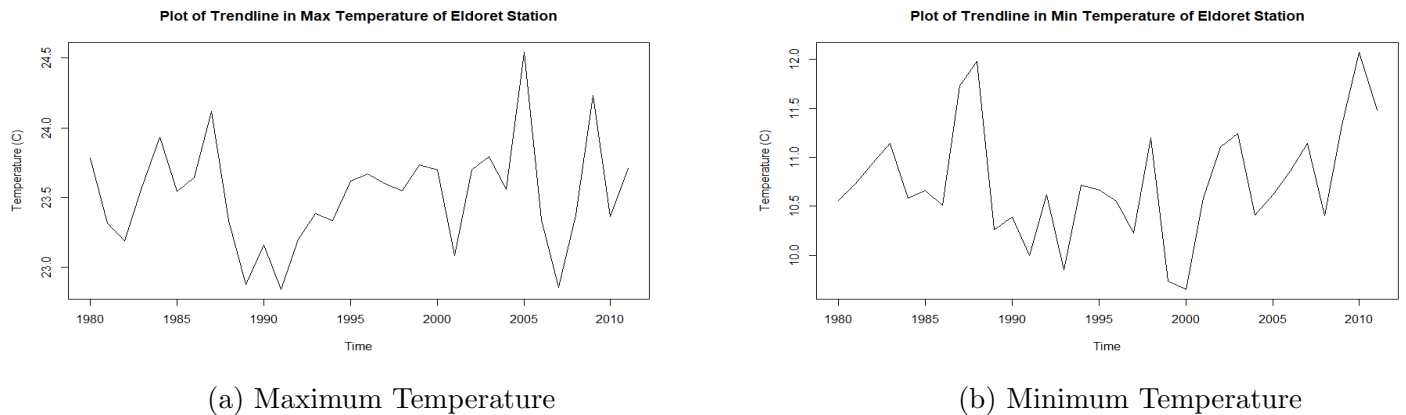 Plot of Trendline in Max Temperature of Eldoret Station
Temperature (C)
24.5
24.0
23.5
23.0
1980 1985 1990 1995 2000 2005 2010
Time
(a) Maximum Temperature
Plot of Trendline in Min Temperature of Eldoret Station
Temperature (C)
12.0
11.5
11.0
10.5
10.0
1980 1985 1990 1995 2000 2005 2010
Time
(b) Minimum Temperature